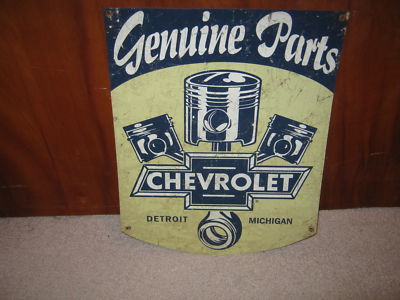 Genuine Parts
CHEVROLET
DETROIT MICHIGAN